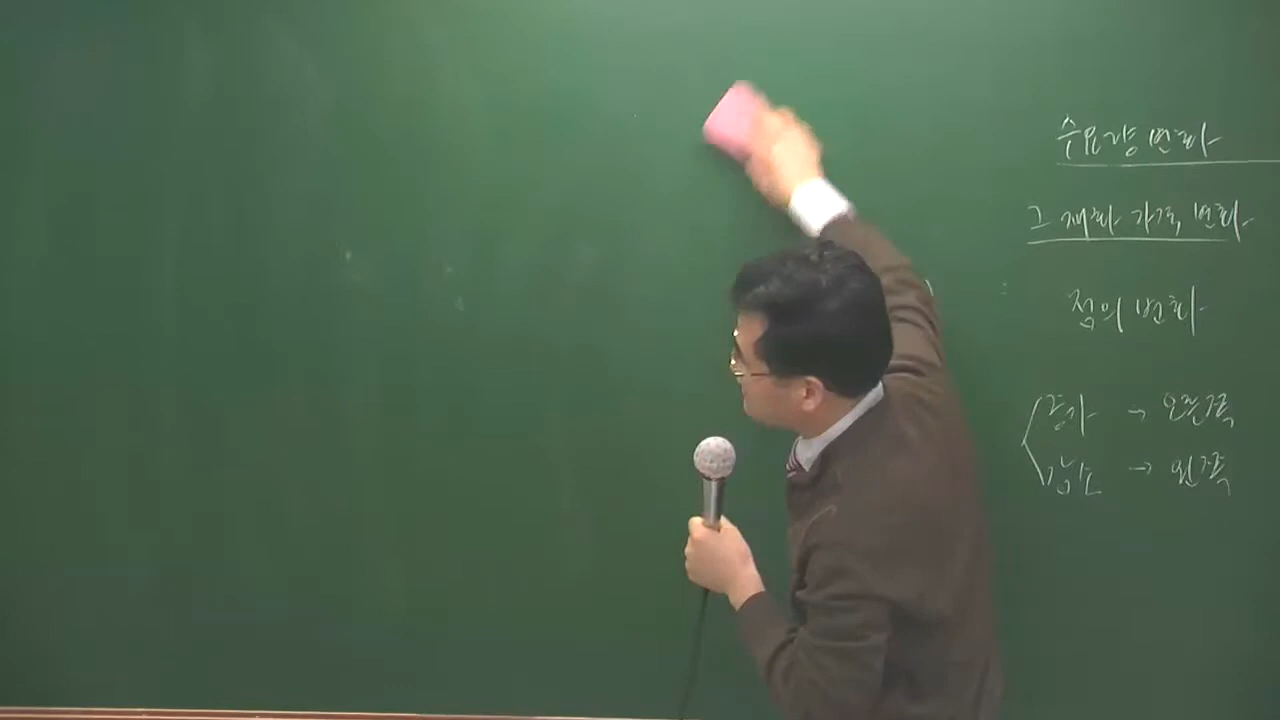 수요량 변화
그 재화 가격 변화
점의 변화
증가 → 오른쪽
감소 → 왼쪽